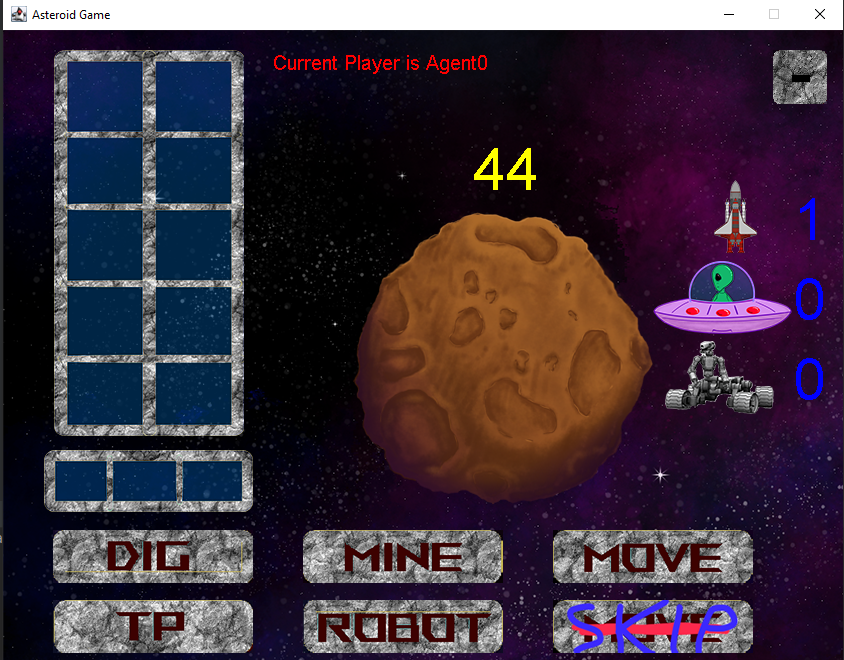 Asteroid Game
Current Player is Agent0
44
1
0
0
DIG
MINE
MOVE
TP
ROBOT
SKIP